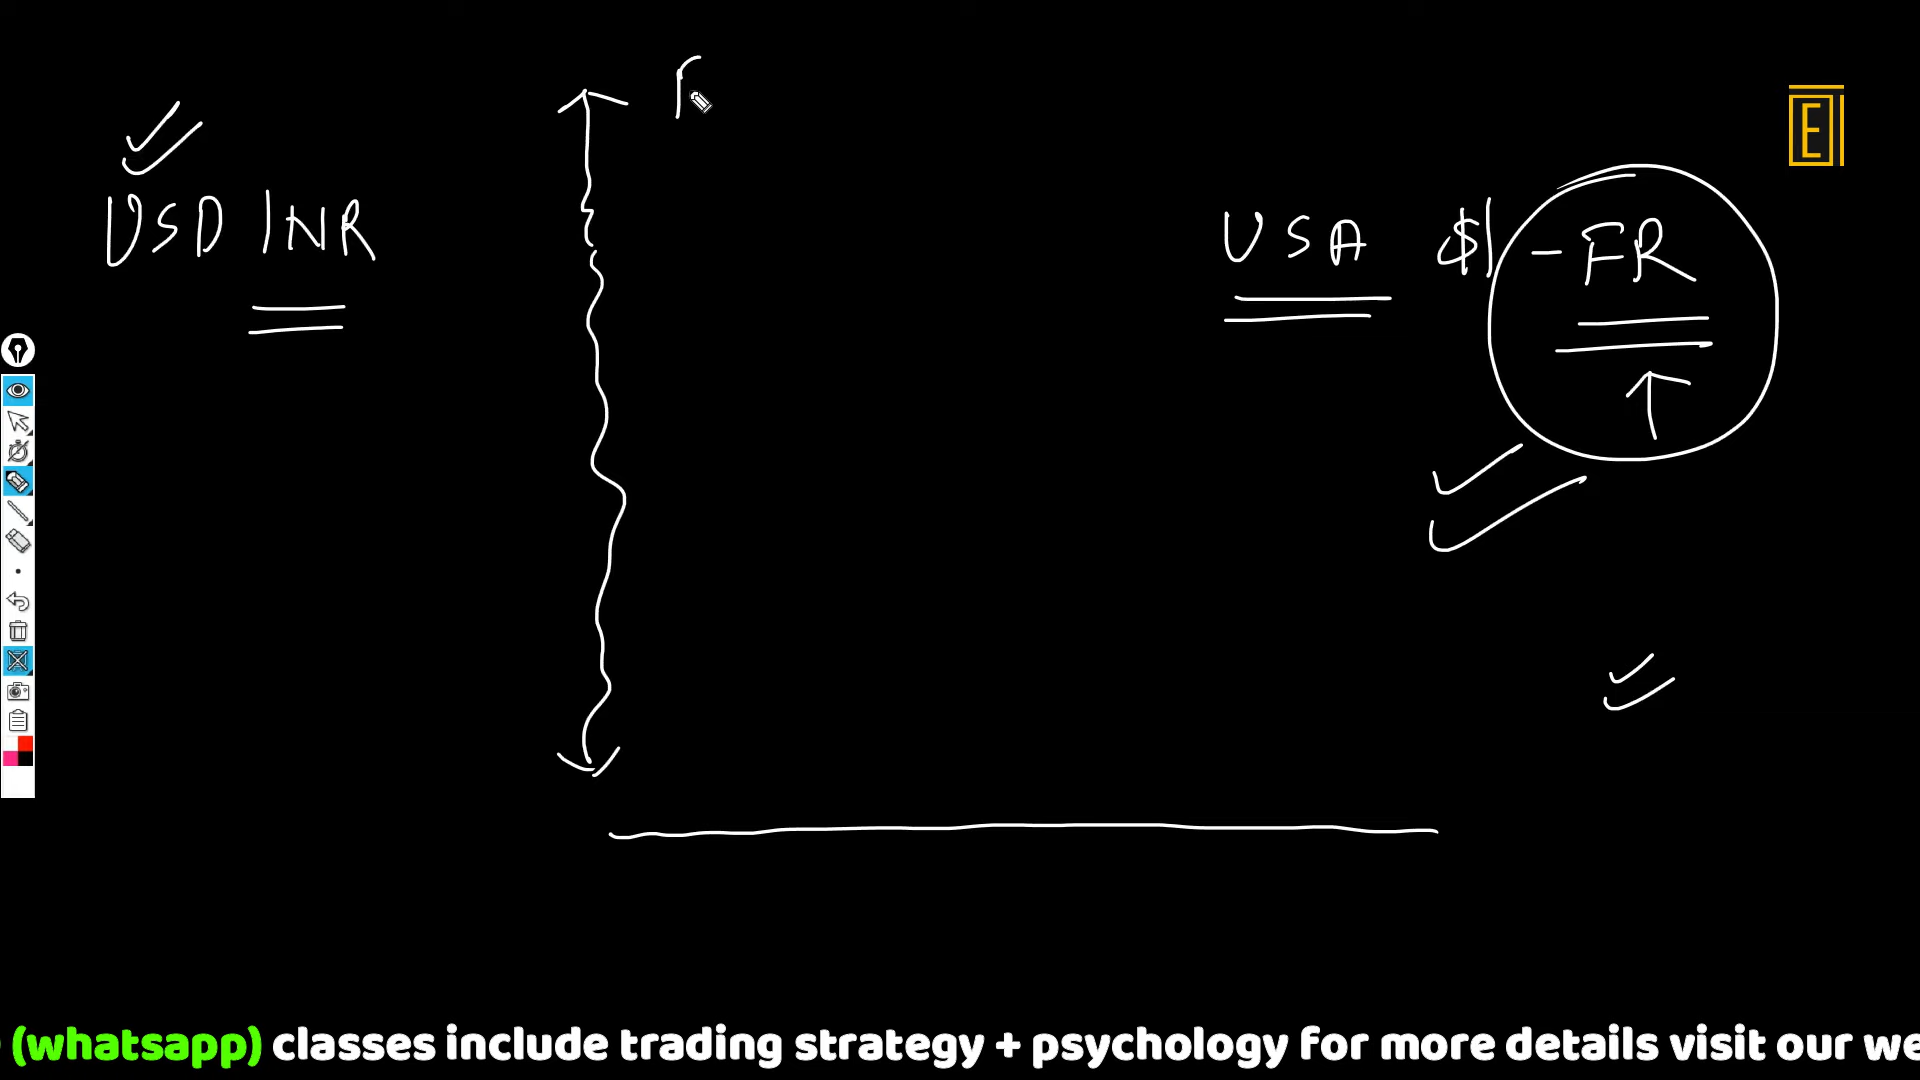 USD INR
USA $ - FR
E
(whatsapp) classes include trading strategy + psychology for more details visit our we